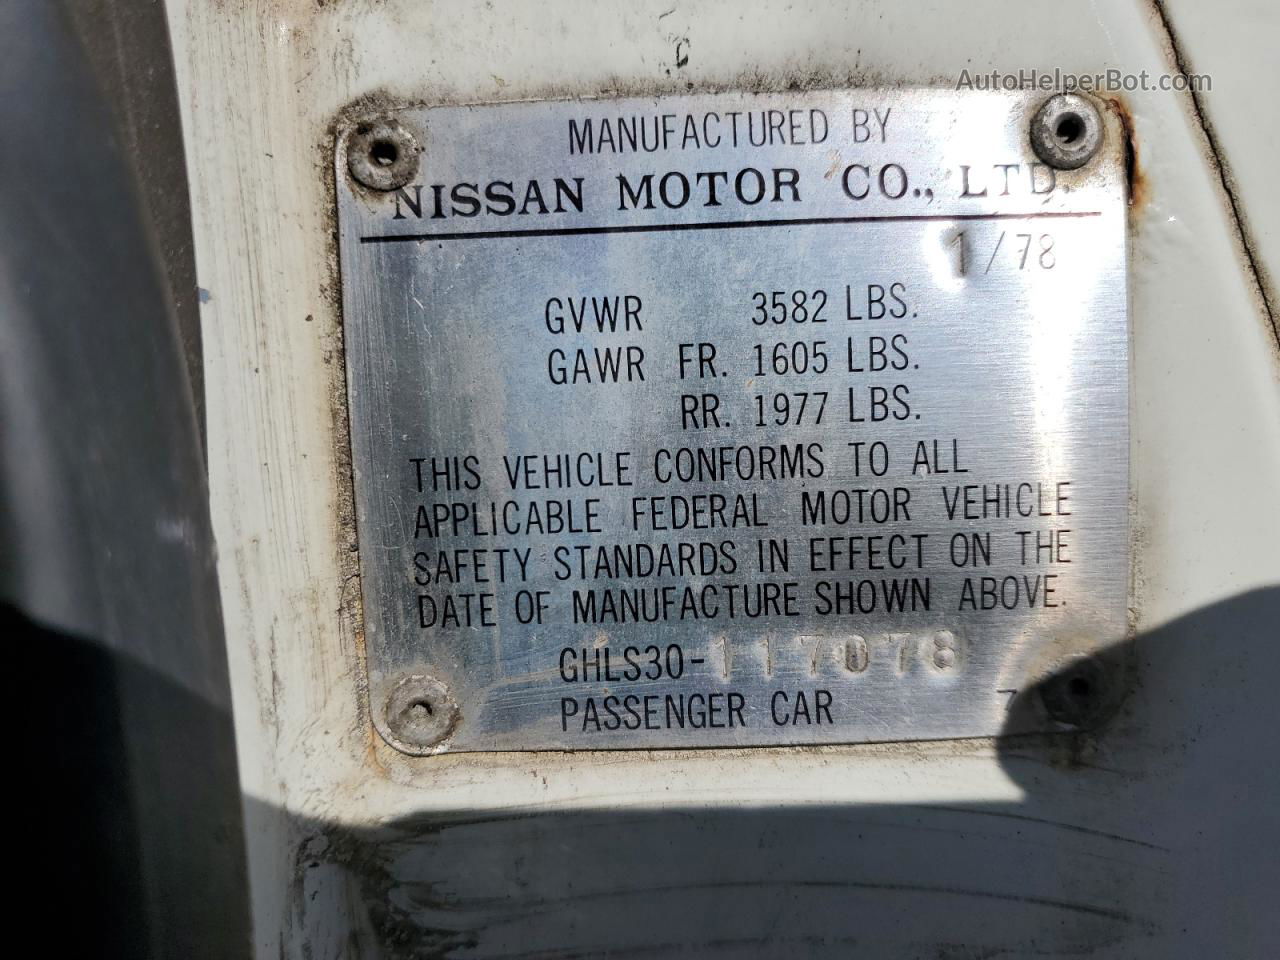 AutoHelperBot.com
MANUFACTURED BY
NISSAN MOTOR CO., LTD.
1/78
GVWR 3582 LBS.
GAWR FR. 1605 LBS.
RR. 1977 LBS.
THIS VEHICLE CONFORMS TO ALL
APPLICABLE FEDERAL MOTOR VEHICLE
SAFETY STANDARDS IN EFFECT ON THE
DATE OF MANUFACTURE SHOWN ABOVE.
GHLS30-117078
PASSENGER CAR 7